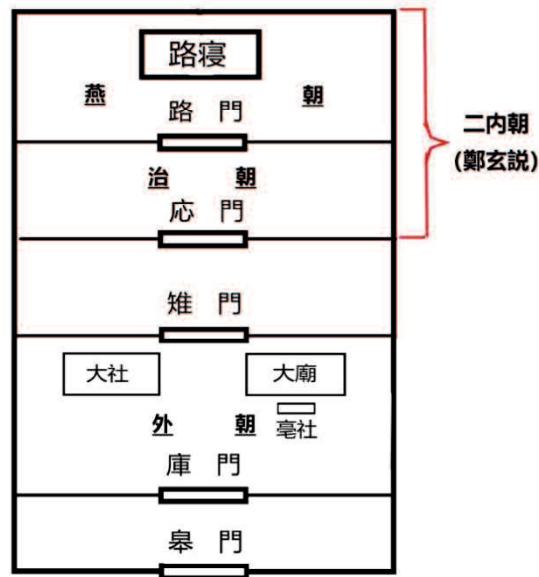 路寝
燕 朝
路 門
二内朝
(鄭玄説)
治 朝
応 門
雉 門
大社 大廟
外 朝 亳社
庫 門
皋 門